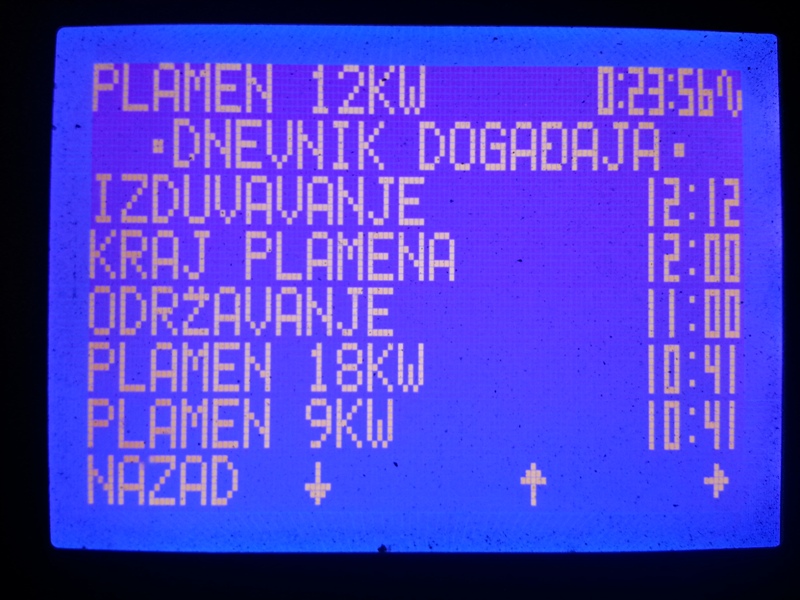 PLAMEN 12KW 0:23:56
•DNEVNIK DOGAĐAJA•
IZDUVAVANJE 12:12
KRAJ PLAMENA 12:00
ODRŽAVANJE 11:00
PLAMEN 18KW 10:41
PLAMEN 9KW 10:41
NAZAD ↓ ↑ →